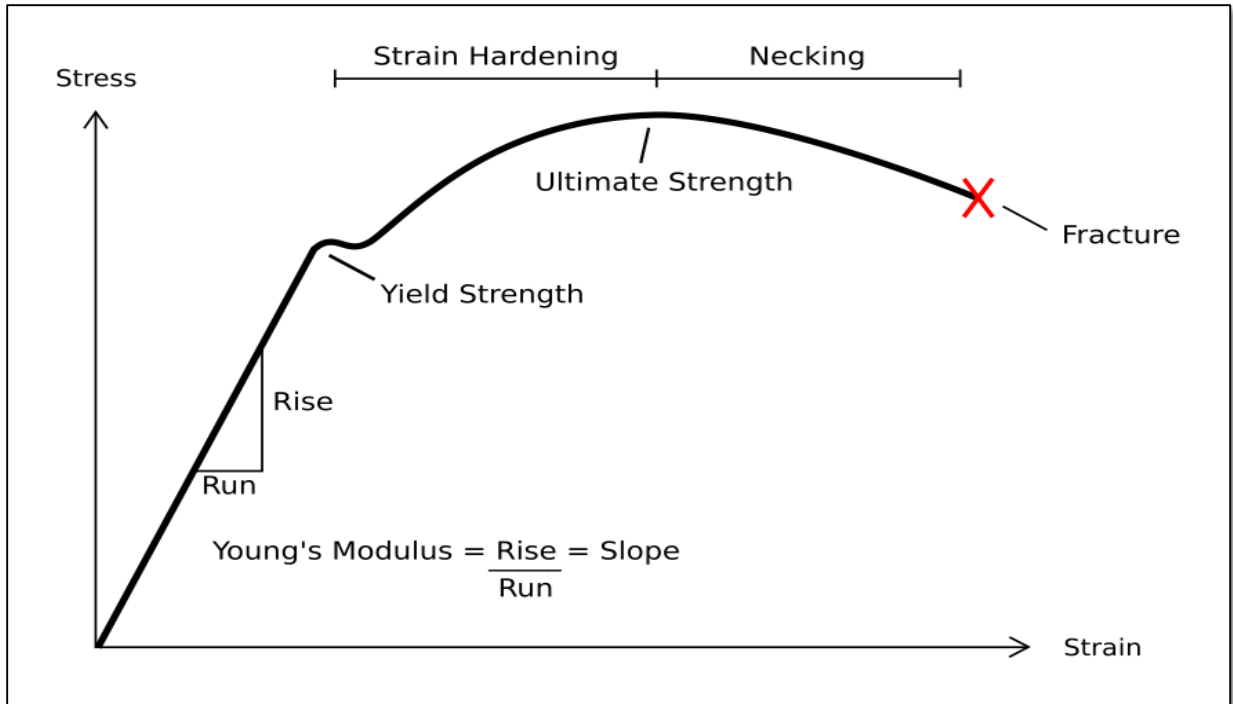 Strain Hardening
Necking
Stress
Ultimate Strength
Fracture
Yield Strength
Rise
Run
Young's Modulus = Rise = Slope
Run
Strain